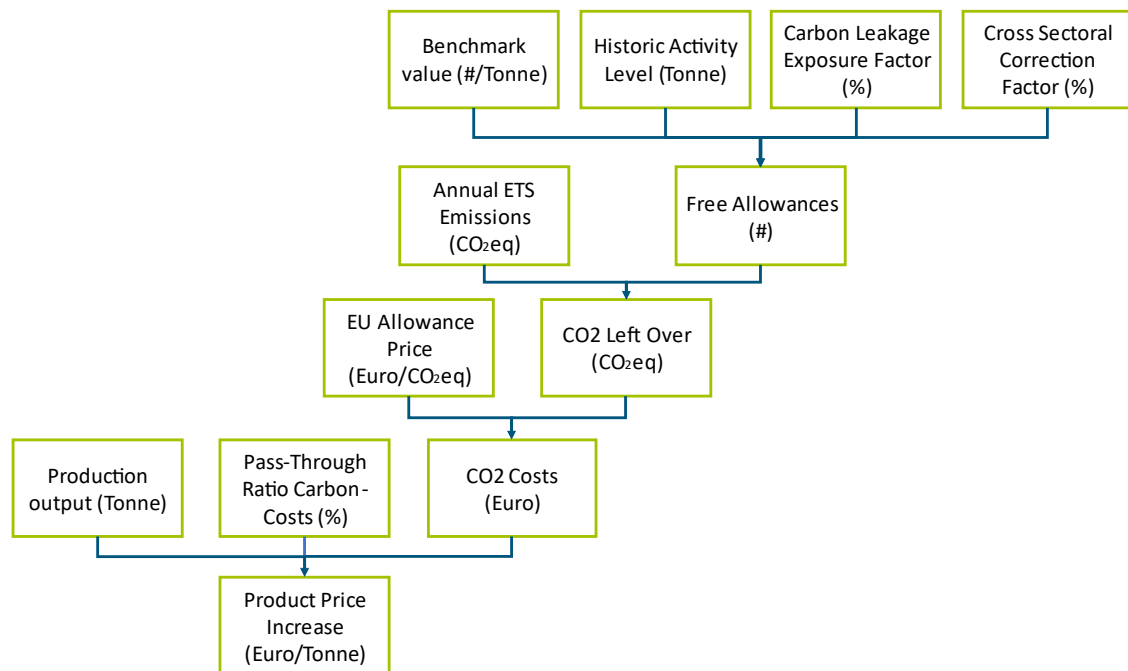 Benchmark
value (#/Tonne)
Historic Activity
Level (Tonne)
Carbon Leakage
Exposure Factor
(%)
Cross Sectoral
Correction
Factor (%)
Annual ETS
Emissions
(CO₂eq)
Free Allowances
(#)
EU Allowance
Price
(Euro/CO₂eq)
CO2 Left Over
(CO₂eq)
Production
output (Tonne)
Pass-Through
Ratio Carbon-
Costs (%)
CO2 Costs
(Euro)
Product Price
Increase
(Euro/Tonne)